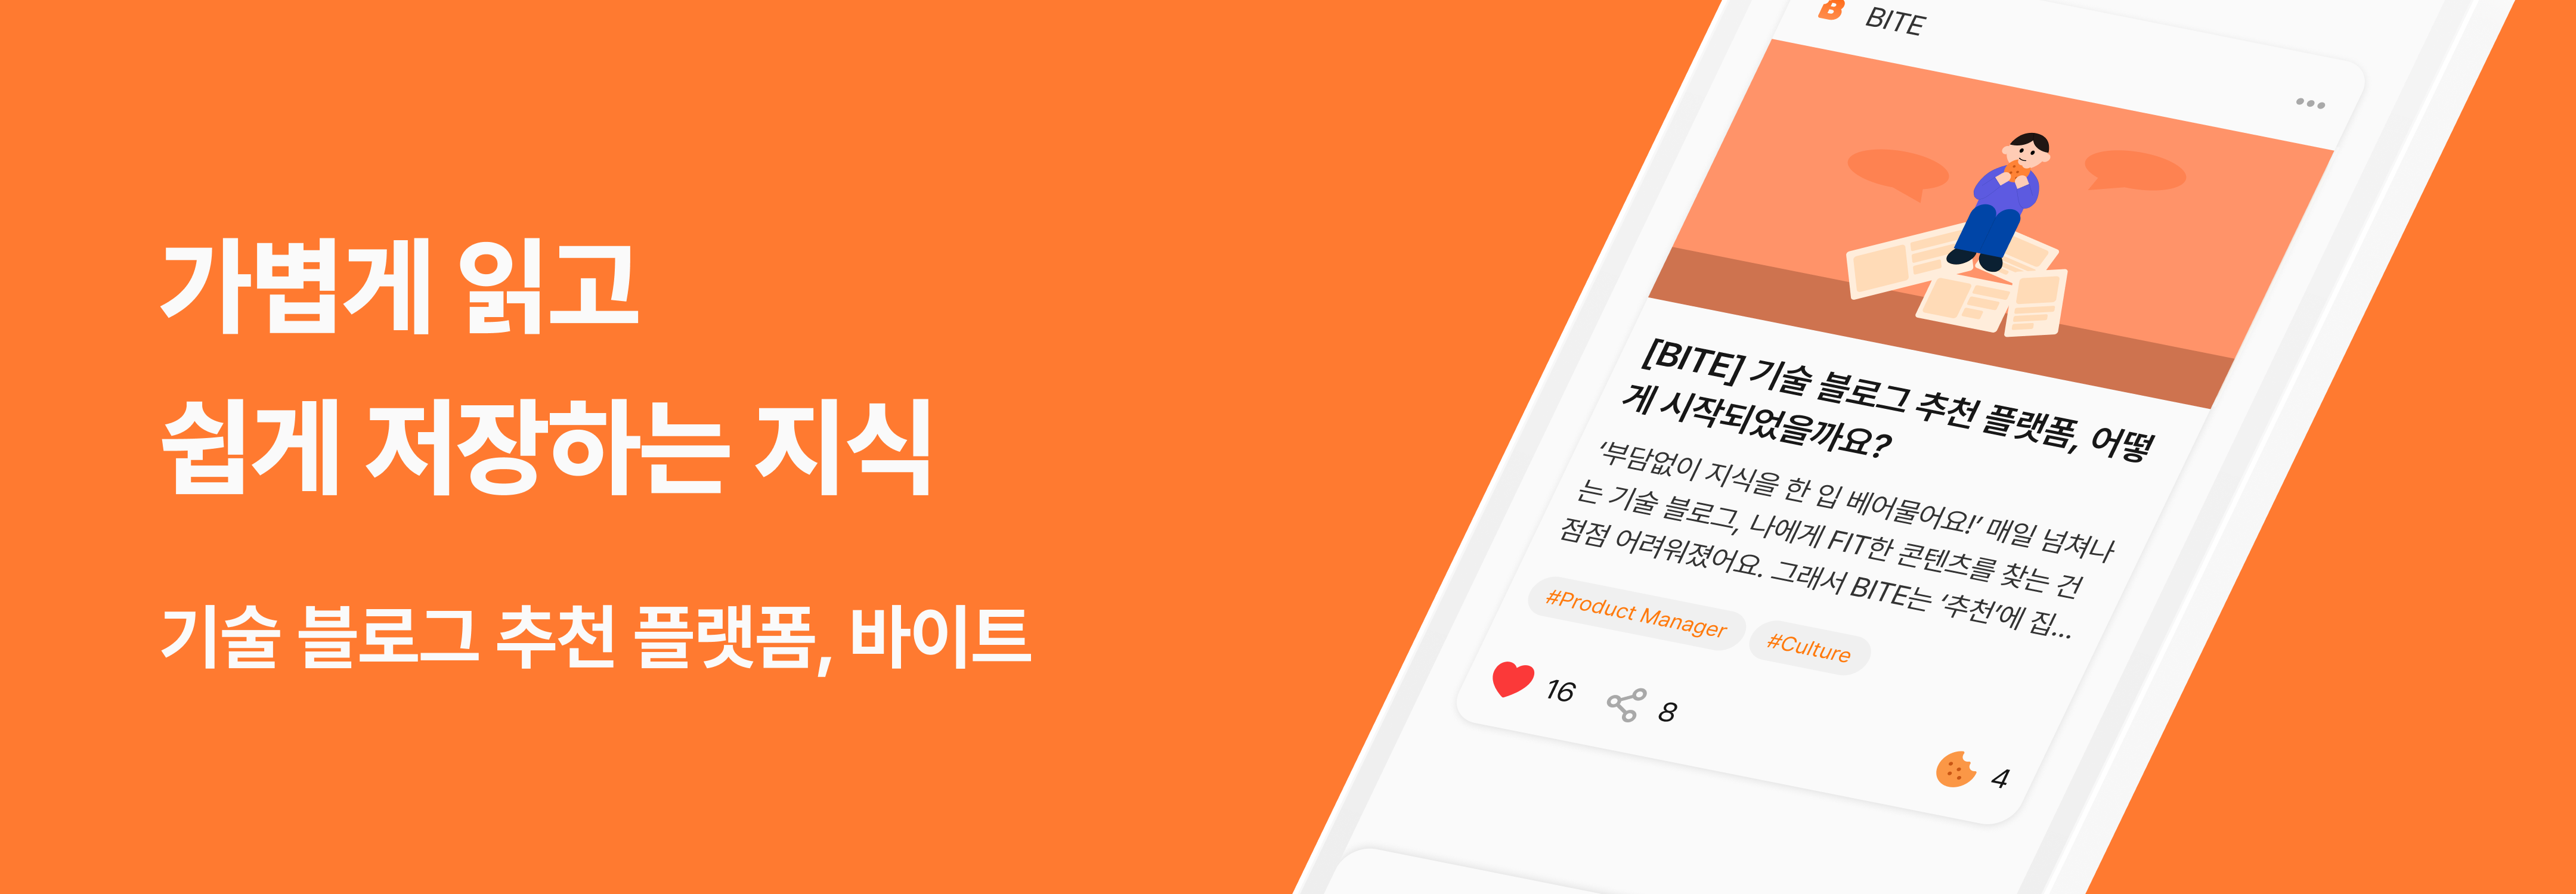 가볍게 읽고
쉽게 저장하는 지식
기술 블로그 추천 플랫폼, 바이트
B BITE
[BITE] 기술 블로그 추천 플랫폼, 어떻
게 시작되었을까요?
‘부담없이 지식을 한 입 베어물어요!’ 매일 넘쳐나
는 기술 블로그, 나에게 FIT한 콘텐츠를 찾는 건
점점 어려워졌어요. 그래서 BITE는 ‘추천’에 집...
#Product Manager #Culture
16 8
4